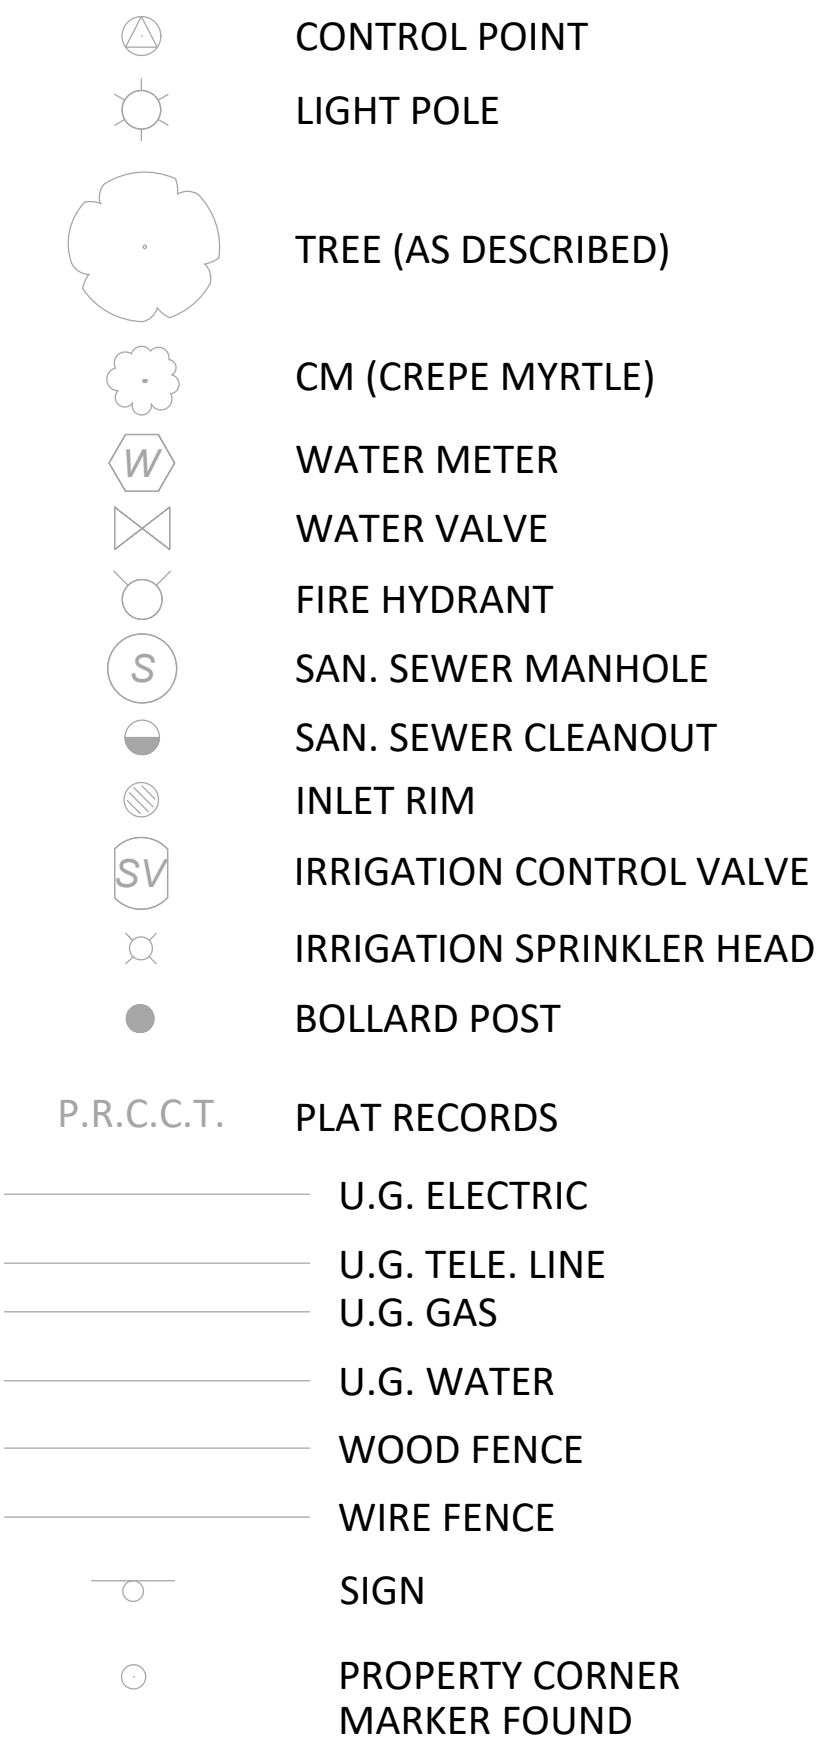 CONTROL POINT
LIGHT POLE
TREE (AS DESCRIBED)
CM (CREPE MYRTLE)
W WATER METER
WATER VALVE
FIRE HYDRANT
S SAN. SEWER MANHOLE
SAN. SEWER CLEANOUT
INLET RIM
SV IRRIGATION CONTROL VALVE
IRRIGATION SPRINKLER HEAD
BOLLARD POST
P.R.C.C.T. PLAT RECORDS
U.G. ELECTRIC
U.G. TELE. LINE
U.G. GAS
U.G. WATER
WOOD FENCE
WIRE FENCE
SIGN
PROPERTY CORNER
MARKER FOUND